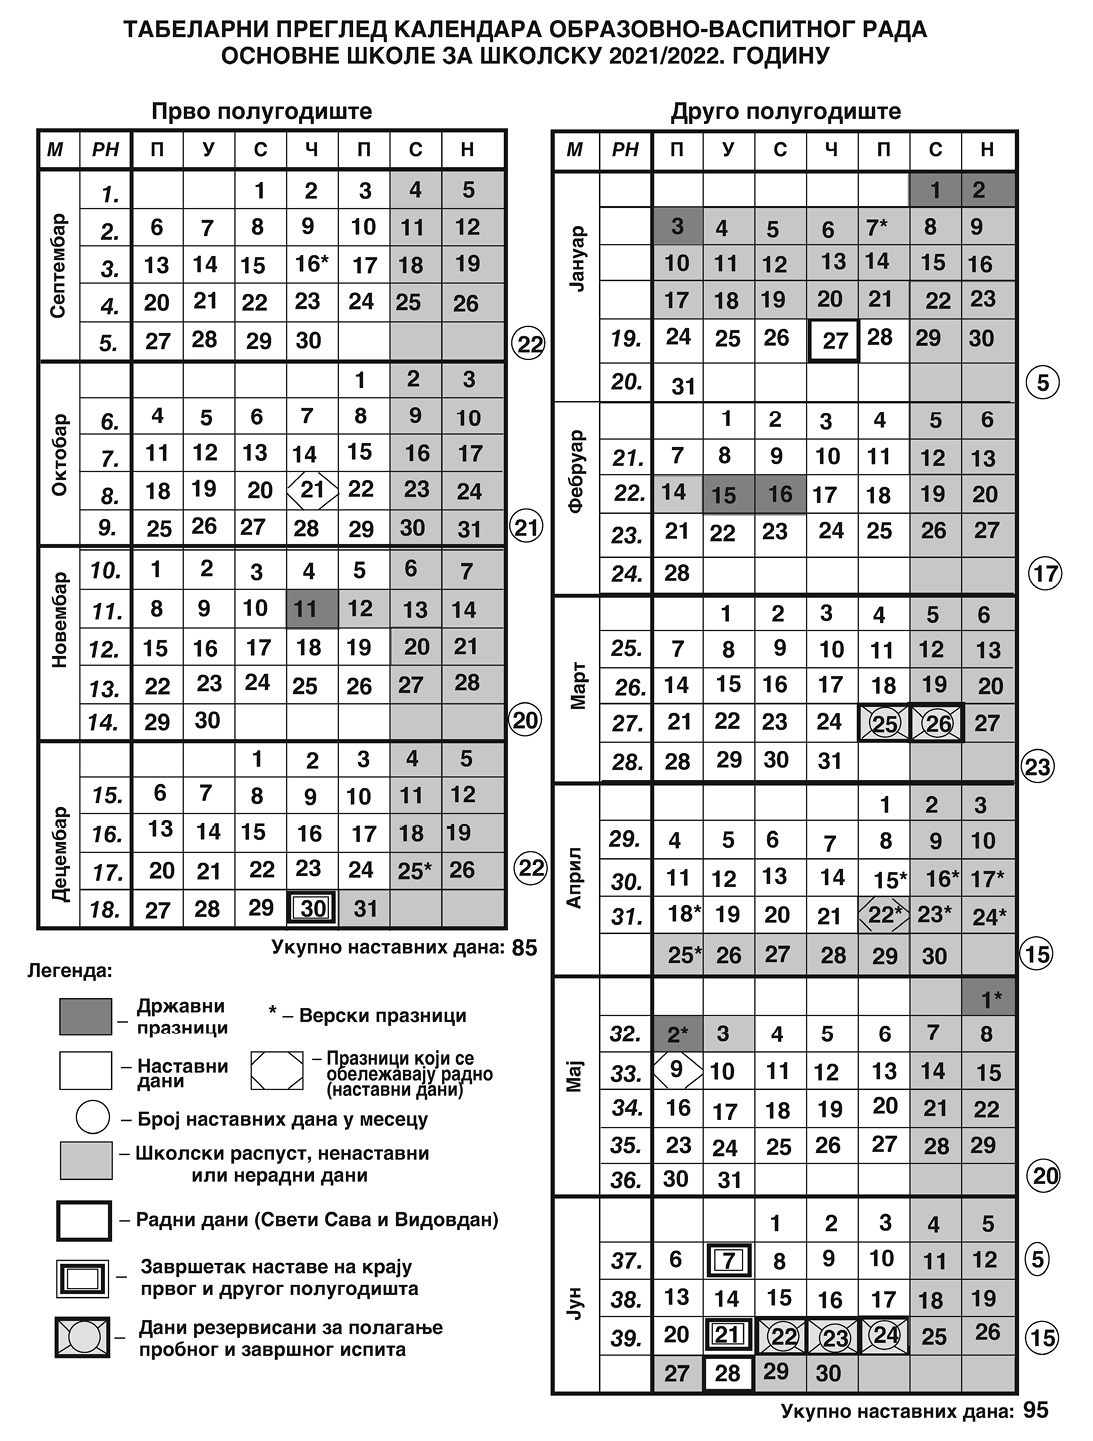 ТАБЕЛАРНИ ПРЕГЛЕД КАЛЕНДАРА ОБРАЗОВНО-ВАСПИТНОГ РАДА
ОСНОВНЕ ШКОЛЕ ЗА ШКОЛСКУ 2021/2022. ГОДИНУ
Прво полугодиште
М РН П У С Ч П С Н
Септембар
1. 1 2 3 4 5
2. 6 7 8 9 10 11 12
3. 13 14 15 16* 17 18 19
4. 20 21 22 23 24 25 26
5. 27 28 29 30
22
Октобар
1 2 3
6. 4 5 6 7 8 9 10
7. 11 12 13 14 15 16 17
8. 18 19 20 21 22 23 24
9. 25 26 27 28 29 30 31
21
Новембар
10. 1 2 3 4 5 6 7
11. 8 9 10 11 12 13 14
12. 15 16 17 18 19 20 21
13. 22 23 24 25 26 27 28
14. 29 30
20
Децембар
1 2 3 4 5
15. 6 7 8 9 10 11 12
16. 13 14 15 16 17 18 19
17. 20 21 22 23 24 25* 26
22
18. 27 28 29 30 31
Укупно наставних дана: 85
Легенда:
– Државни
празници
* – Верски празници
– Наставни
дани
– Празници који се
обележавају радно
(наставни дани)
– Број наставних дана у месецу
– Школски распуст, ненаставни
или нерадни дани
– Радни дани (Свети Сава и Видовдан)
– Завршетак наставе на крају
првог и другог полугодишта
– Дани резервисани за полагање
пробног и завршног испита
Друго полугодиште
М РН П У С Ч П С Н
Јануар
1 2
3 4 5 6 7* 8 9
10 11 12 13 14 15 16
17 18 19 20 21 22 23
19. 24 25 26 27 28 29 30
20. 31
5
Фебруар
1 2 3 4 5 6
21. 7 8 9 10 11 12 13
22. 14 15 16 17 18 19 20
23. 21 22 23 24 25 26 27
24. 28
17
Март
1 2 3 4 5 6
25. 7 8 9 10 11 12 13
26. 14 15 16 17 18 19 20
27. 21 22 23 24 25 26 27
28. 28 29 30 31
23
Април
1 2 3
29. 4 5 6 7 8 9 10
30. 11 12 13 14 15* 16* 17*
31. 18* 19 20 21 22* 23* 24*
25* 26 27 28 29 30
15
Мај
1*
32. 2* 3 4 5 6 7 8
33. 9 10 11 12 13 14 15
34. 16 17 18 19 20 21 22
35. 23 24 25 26 27 28 29
36. 30 31
20
Јун
1 2 3 4 5
37. 6 7 8 9 10 11 12
5
38. 13 14 15 16 17 18 19
39. 20 21 22 23 24 25 26
15
27 28 29 30
Укупно наставних дана: 95